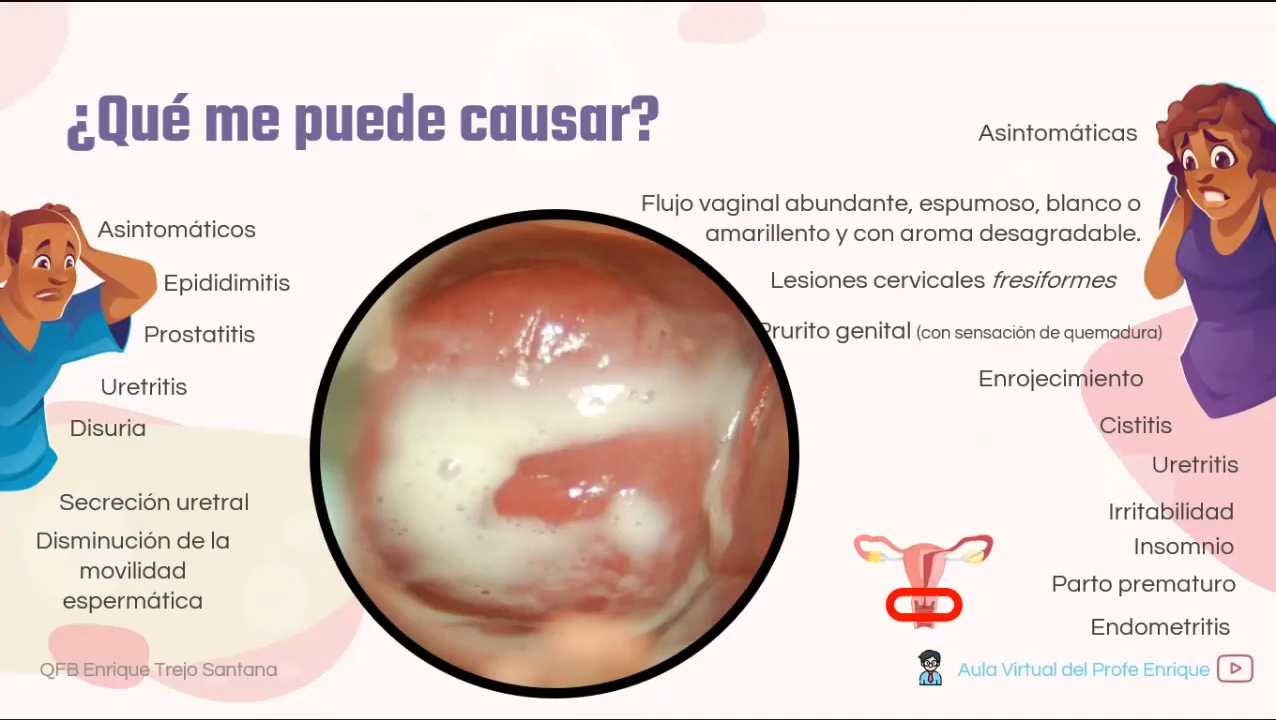 ¿Qué me puede causar?
Asintomáticos
Epididimitis
Prostatitis
Uretritis
Disuria
Secreción uretral
Disminución de la
movilidad
espermática
QFB Enrique Trejo Santana
Asintomáticas
Flujo vaginal abundante, espumoso, blanco o
amarillento y con aroma desagradable.
Lesiones cervicales fresiformes
Prurito genital (con sensación de quemadura)
Enrojecimiento
Cistitis
Uretritis
Irritabilidad
Insomnio
Parto prematuro
Endometritis
Aula Virtual del Profe Enrique